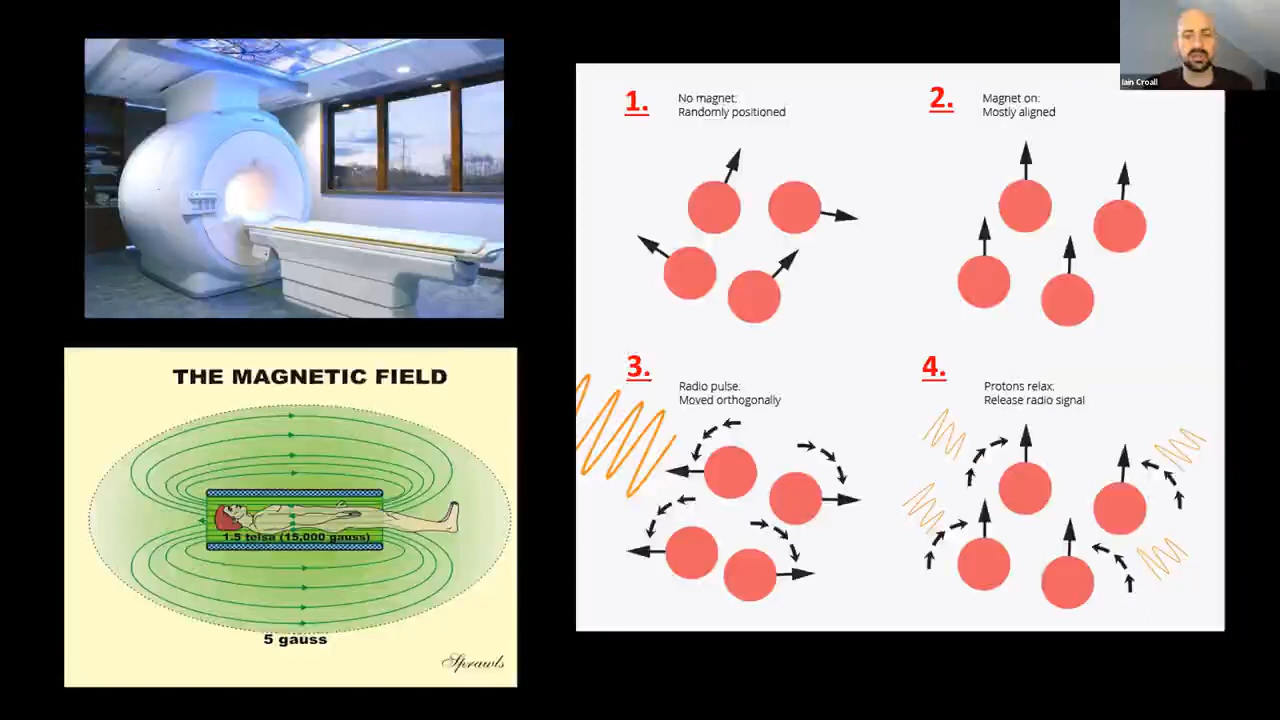 THE MAGNETIC FIELD
1.5 telsa (15,000 gauss)
5 gauss
Sprawls
1.
No magnet:
Randomly positioned
2.
Magnet on:
Mostly aligned
3.
Radio pulse:
Moved orthogonally
4.
Protons relax:
Release radio signal
Iain Croall